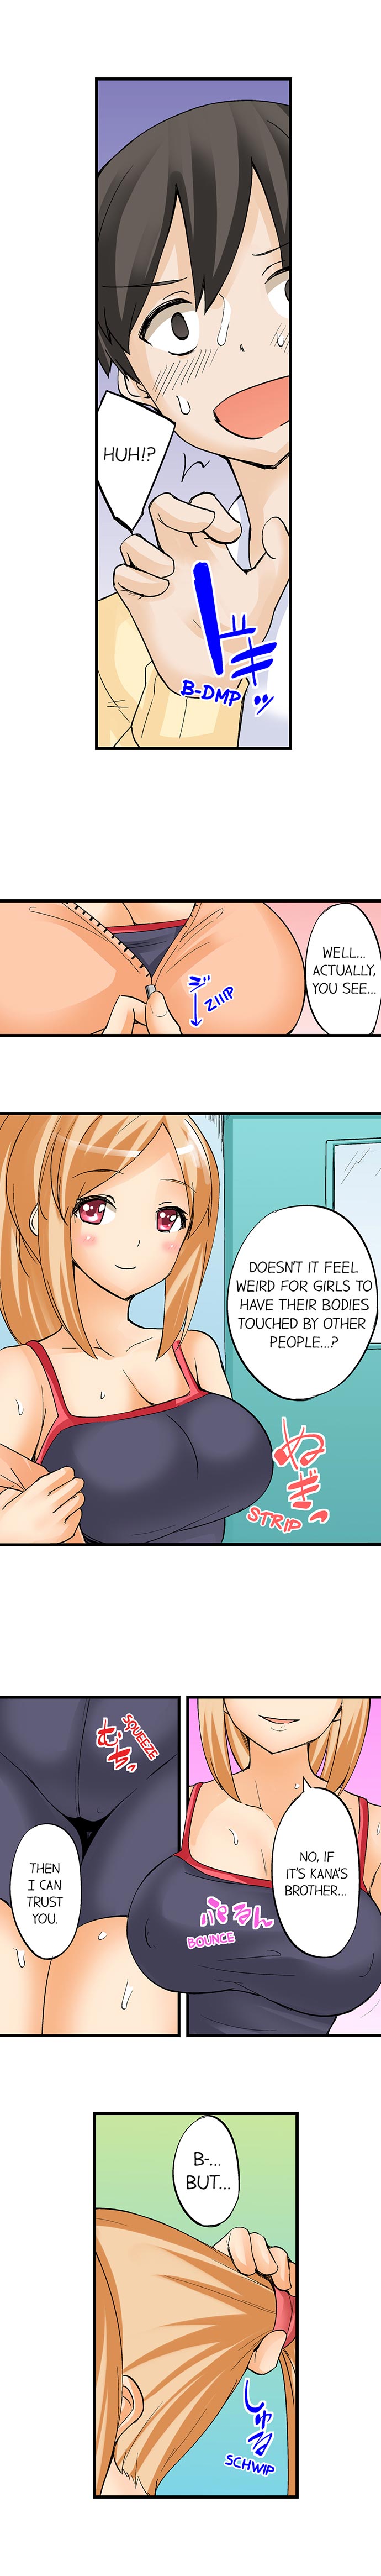 HUH!?
ドキッ
B-DMP
WELL...
ACTUALLY,
YOU SEE...
ジ
ZIIP
DOESN'T IT FEEL
WEIRD FOR GIRLS TO
HAVE THEIR BODIES
TOUCHED BY OTHER
PEOPLE...?
ぬぎっ
STRIP
NO, IF
IT'S KANA'S
BROTHER...
ぷるん
BOUNCE
むちっ
SQUEEZE
THEN
I CAN
TRUST
YOU.
B-...
BUT...
しゅる
SCHWIP